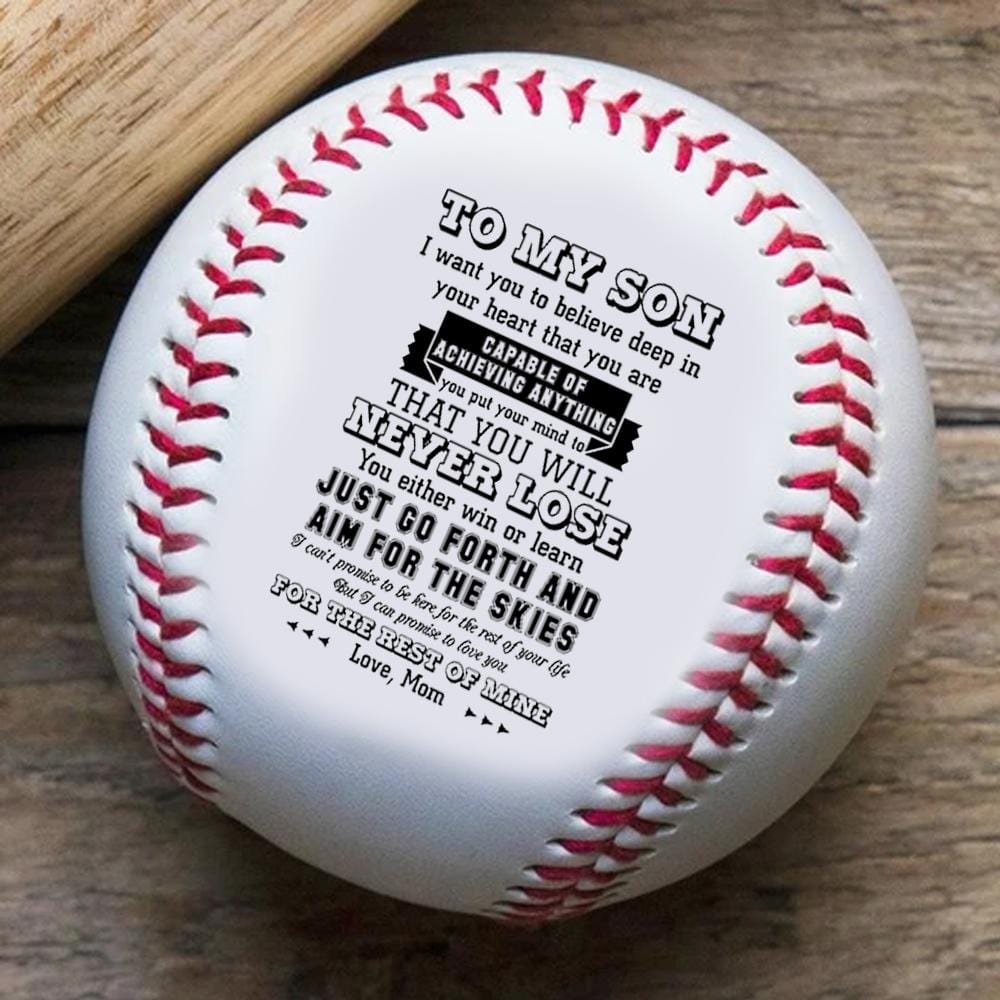 TO MY SON
I want you to believe deep in
your heart that you are
CAPABLE OF
ACHIEVING ANYTHING
you put your mind to
THAT YOU WILL
NEVER LOSE
You either win or learn
JUST GO FORTH AND
AIM FOR THE SKIES
I can't promise to be here for the rest of your life
But I can promise to love you
FOR THE REST OF MINE
Love, Mom